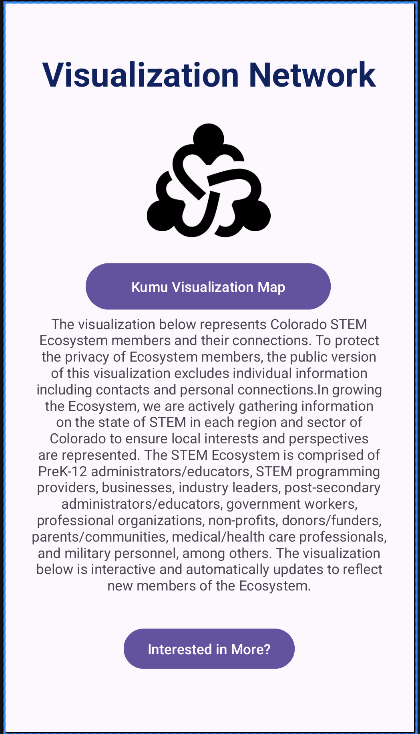 Visualization Network
Kumu Visualization Map
The visualization below represents Colorado STEM
Ecosystem members and their connections. To protect
the privacy of Ecosystem members, the public version
of this visualization excludes individual information
including contacts and personal connections.In growing
the Ecosystem, we are actively gathering information
on the state of STEM in each region and sector of
Colorado to ensure local interests and perspectives
are represented. The STEM Ecosystem is comprised of
PreK-12 administrators/educators, STEM programming
providers, businesses, industry leaders, post-secondary
administrators/educators, government workers,
professional organizations, non-profits, donors/funders,
parents/communities, medical/health care professionals,
and military personnel, among others. The visualization
below is interactive and automatically updates to reflect
new members of the Ecosystem.
Interested in More?